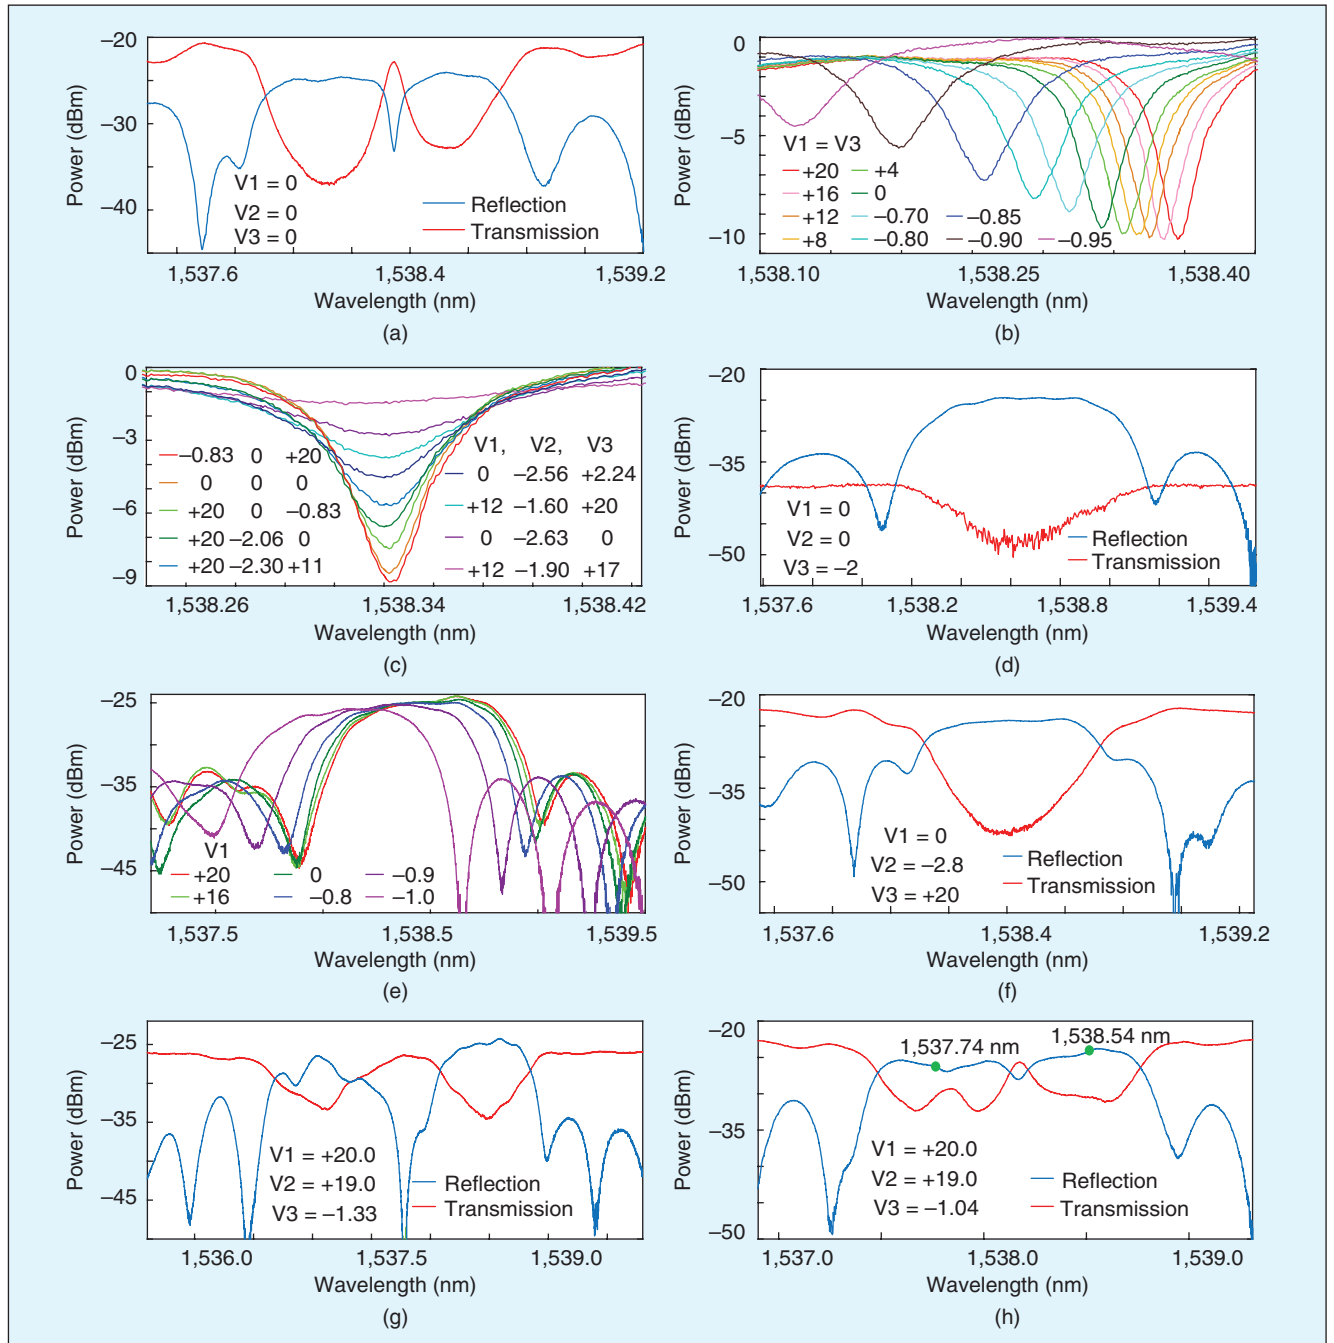 –20
–30
–40
Power (dBm)
V1 = 0
V2 = 0
V3 = 0
Reflection
Transmission
1,537.6 1,538.4 1,539.2
Wavelength (nm)
(a)
0
–5
–10
Power (dBm)
V1 = V3
+20 +4
+16 0
+12 –0.70 –0.85
+8 –0.80 –0.90 –0.95
1,538.10 1,538.25 1,538.40
Wavelength (nm)
(b)
0
–3
–6
–9
Power (dBm)
–0.83 0 +20
0 0 0
+20 0 –0.83
+20 –2.06 0
+20 –2.30 +11
V1, V2, V3
0 –2.56 +2.24
+12 –1.60 +20
0 –2.63 0
+12 –1.90 +17
1,538.26 1,538.34 1,538.42
Wavelength (nm)
(c)
–20
–35
–50
Power (dBm)
V1 = 0
V2 = 0
V3 = –2
Reflection
Transmission
1,537.6 1,538.2 1,538.8 1,539.4
Wavelength (nm)
(d)
–25
–35
–45
Power (dBm)
V1
+20 0 –0.9
+16 –0.8 –1.0
1,537.5 1,538.5 1,539.5
Wavelength (nm)
(e)
–20
–35
–50
Power (dBm)
V1 = 0
V2 = –2.8
V3 = +20
Reflection
Transmission
1,537.6 1,538.4 1,539.2
Wavelength (nm)
(f)
–25
–35
–45
Power (dBm)
V1 = +20.0
V2 = +19.0
V3 = –1.33
Reflection
Transmission
1,536.0 1,537.5 1,539.0
Wavelength (nm)
(g)
–20
–35
–50
Power (dBm)
1,537.74 nm
1,538.54 nm
V1 = +20.0
V2 = +19.0
V3 = –1.04
Reflection
Transmission
1,537.0 1,538.0 1,539.0
Wavelength (nm)
(h)